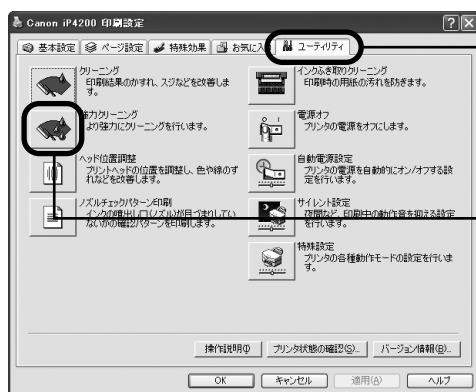 Canon iP4200 印刷設定
基本設定 ページ設定 特殊効果 お気に入 ユーティリティ
クリーニング
印刷結果のかすれ、スジなどを改善しま
す。
強力クリーニング
より強力にクリーニングを行います。
ヘッド位置調整
プリントヘッドの位置を調整し、色や線のず
れなどを改善します。
ノズルチェックパターン印刷
インクの噴出し口(ノズル)が目づまりしてい
ないかの確認パターンを印刷します。
インクふき取りクリーニング
印刷時の用紙の汚れを防ぎます。
電源オフ
プリンタの電源をオフにします。
自動電源設定
プリンタの電源を自動的にオン/オフする設
定を行います。
サイレント設定
夜間など、印刷中の動作音を抑える設定
を行います。
特殊設定
プリンタの各種動作モードの設定を行いま
す。
操作説明(I) プリンタ状態の確認(S)... バージョン情報(B)...
OK キャンセル 適用(A) ヘルプ